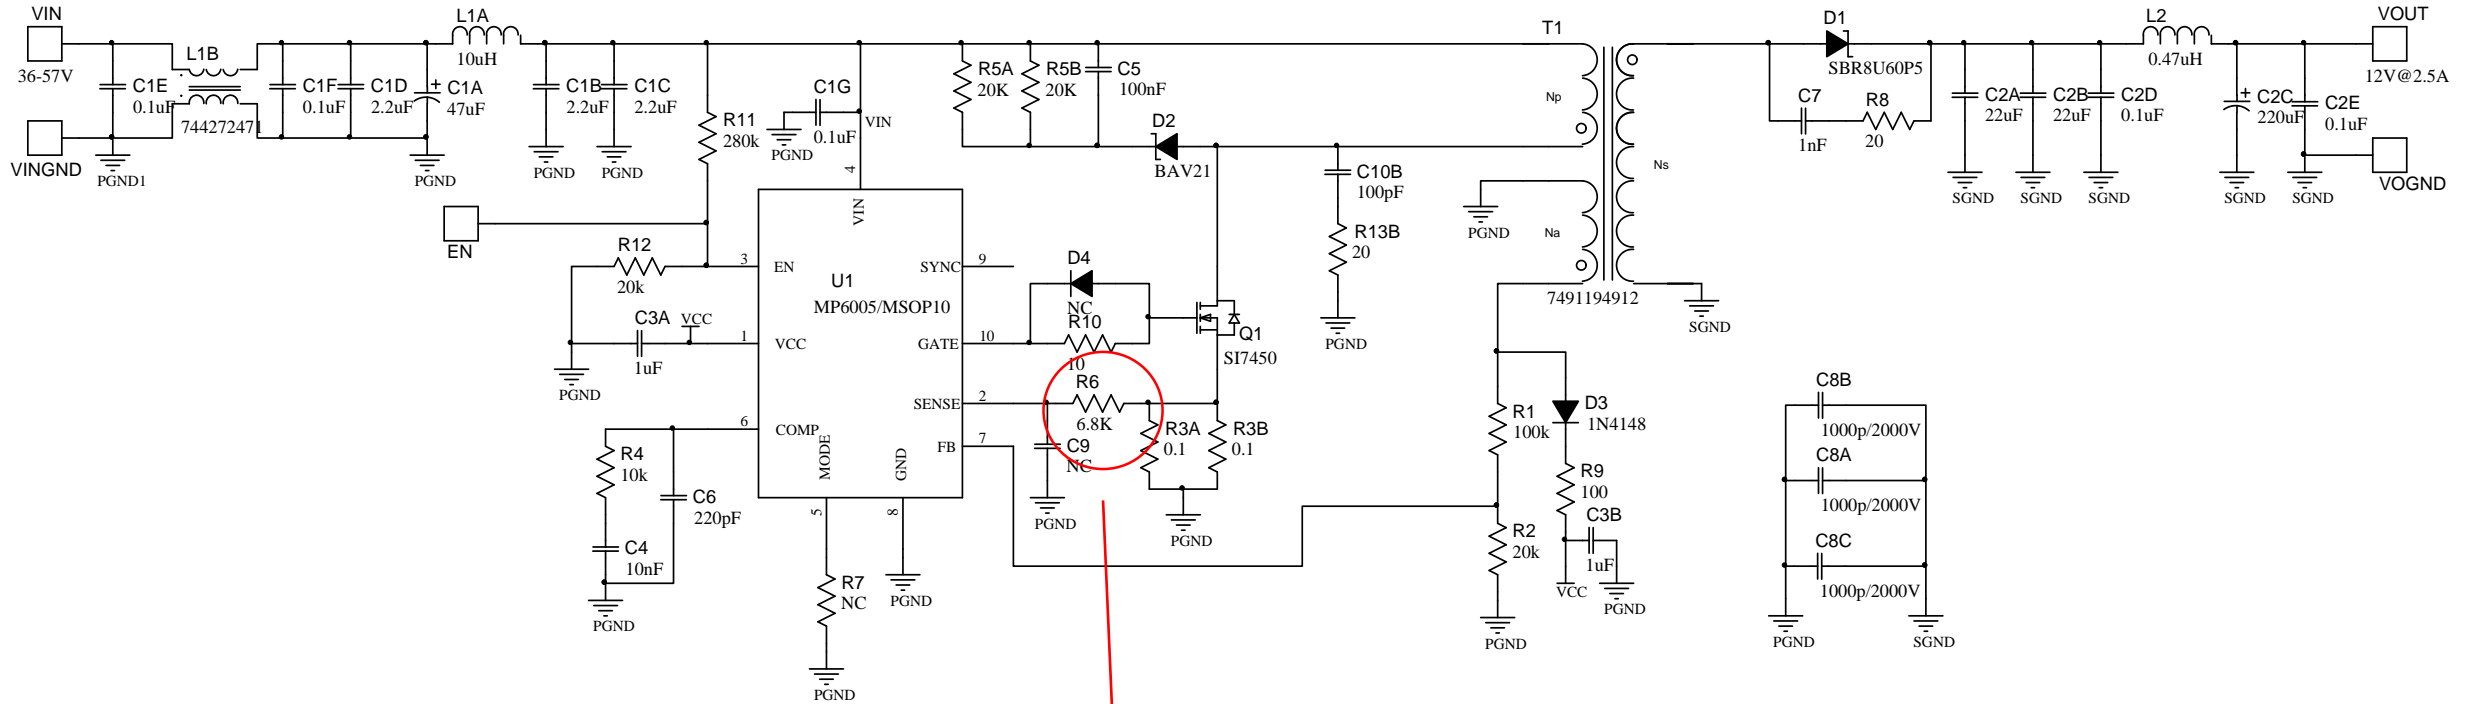 VIN
36-57V
VINGND
C1E
0.1uF
PGND1
L1B
744272471
C1F
0.1uF
C1D
2.2uF
C1A
47uF
PGND
L1A
10uH
C1B
2.2uF
PGND
C1C
2.2uF
PGND
R11
280k
C1G
0.1uF
PGND
VIN
4
R5A
20K
R5B
20K
C5
100nF
D2
BAV21
C10B
100pF
R13B
20
PGND
T1
Np
Na
Ns
PGND
7491194912
SGND
D1
SBR8U60P5
C7
1nF
R8
20
C2A
22uF
SGND
C2B
22uF
SGND
C2D
0.1uF
SGND
L2
0.47uH
C2C
220uF
SGND
C2E
0.1uF
SGND
VOUT
12V@2.5A
VOGND
EN
R12
20k
C3A
1uF
VCC
PGND
3
1
6
U1
MP6005/MSOP10
VIN
EN
VCC
COMP
MODE
GND
SYNC
GATE
SENSE
FB
9
10
2
7
5
8
D4
NC
R10
10
Q1
SI7450
R6
6.8K
C9
NC
PGND
R3A
0.1
R3B
0.1
PGND
R4
10k
C6
220pF
C4
10nF
PGND
R7
NC
PGND
PGND
R1
100k
D3
1N4148
R9
100
R2
20k
C3B
1uF
VCC
PGND
PGND
C8B
1000p/2000V
C8A
1000p/2000V
C8C
1000p/2000V
PGND
SGND